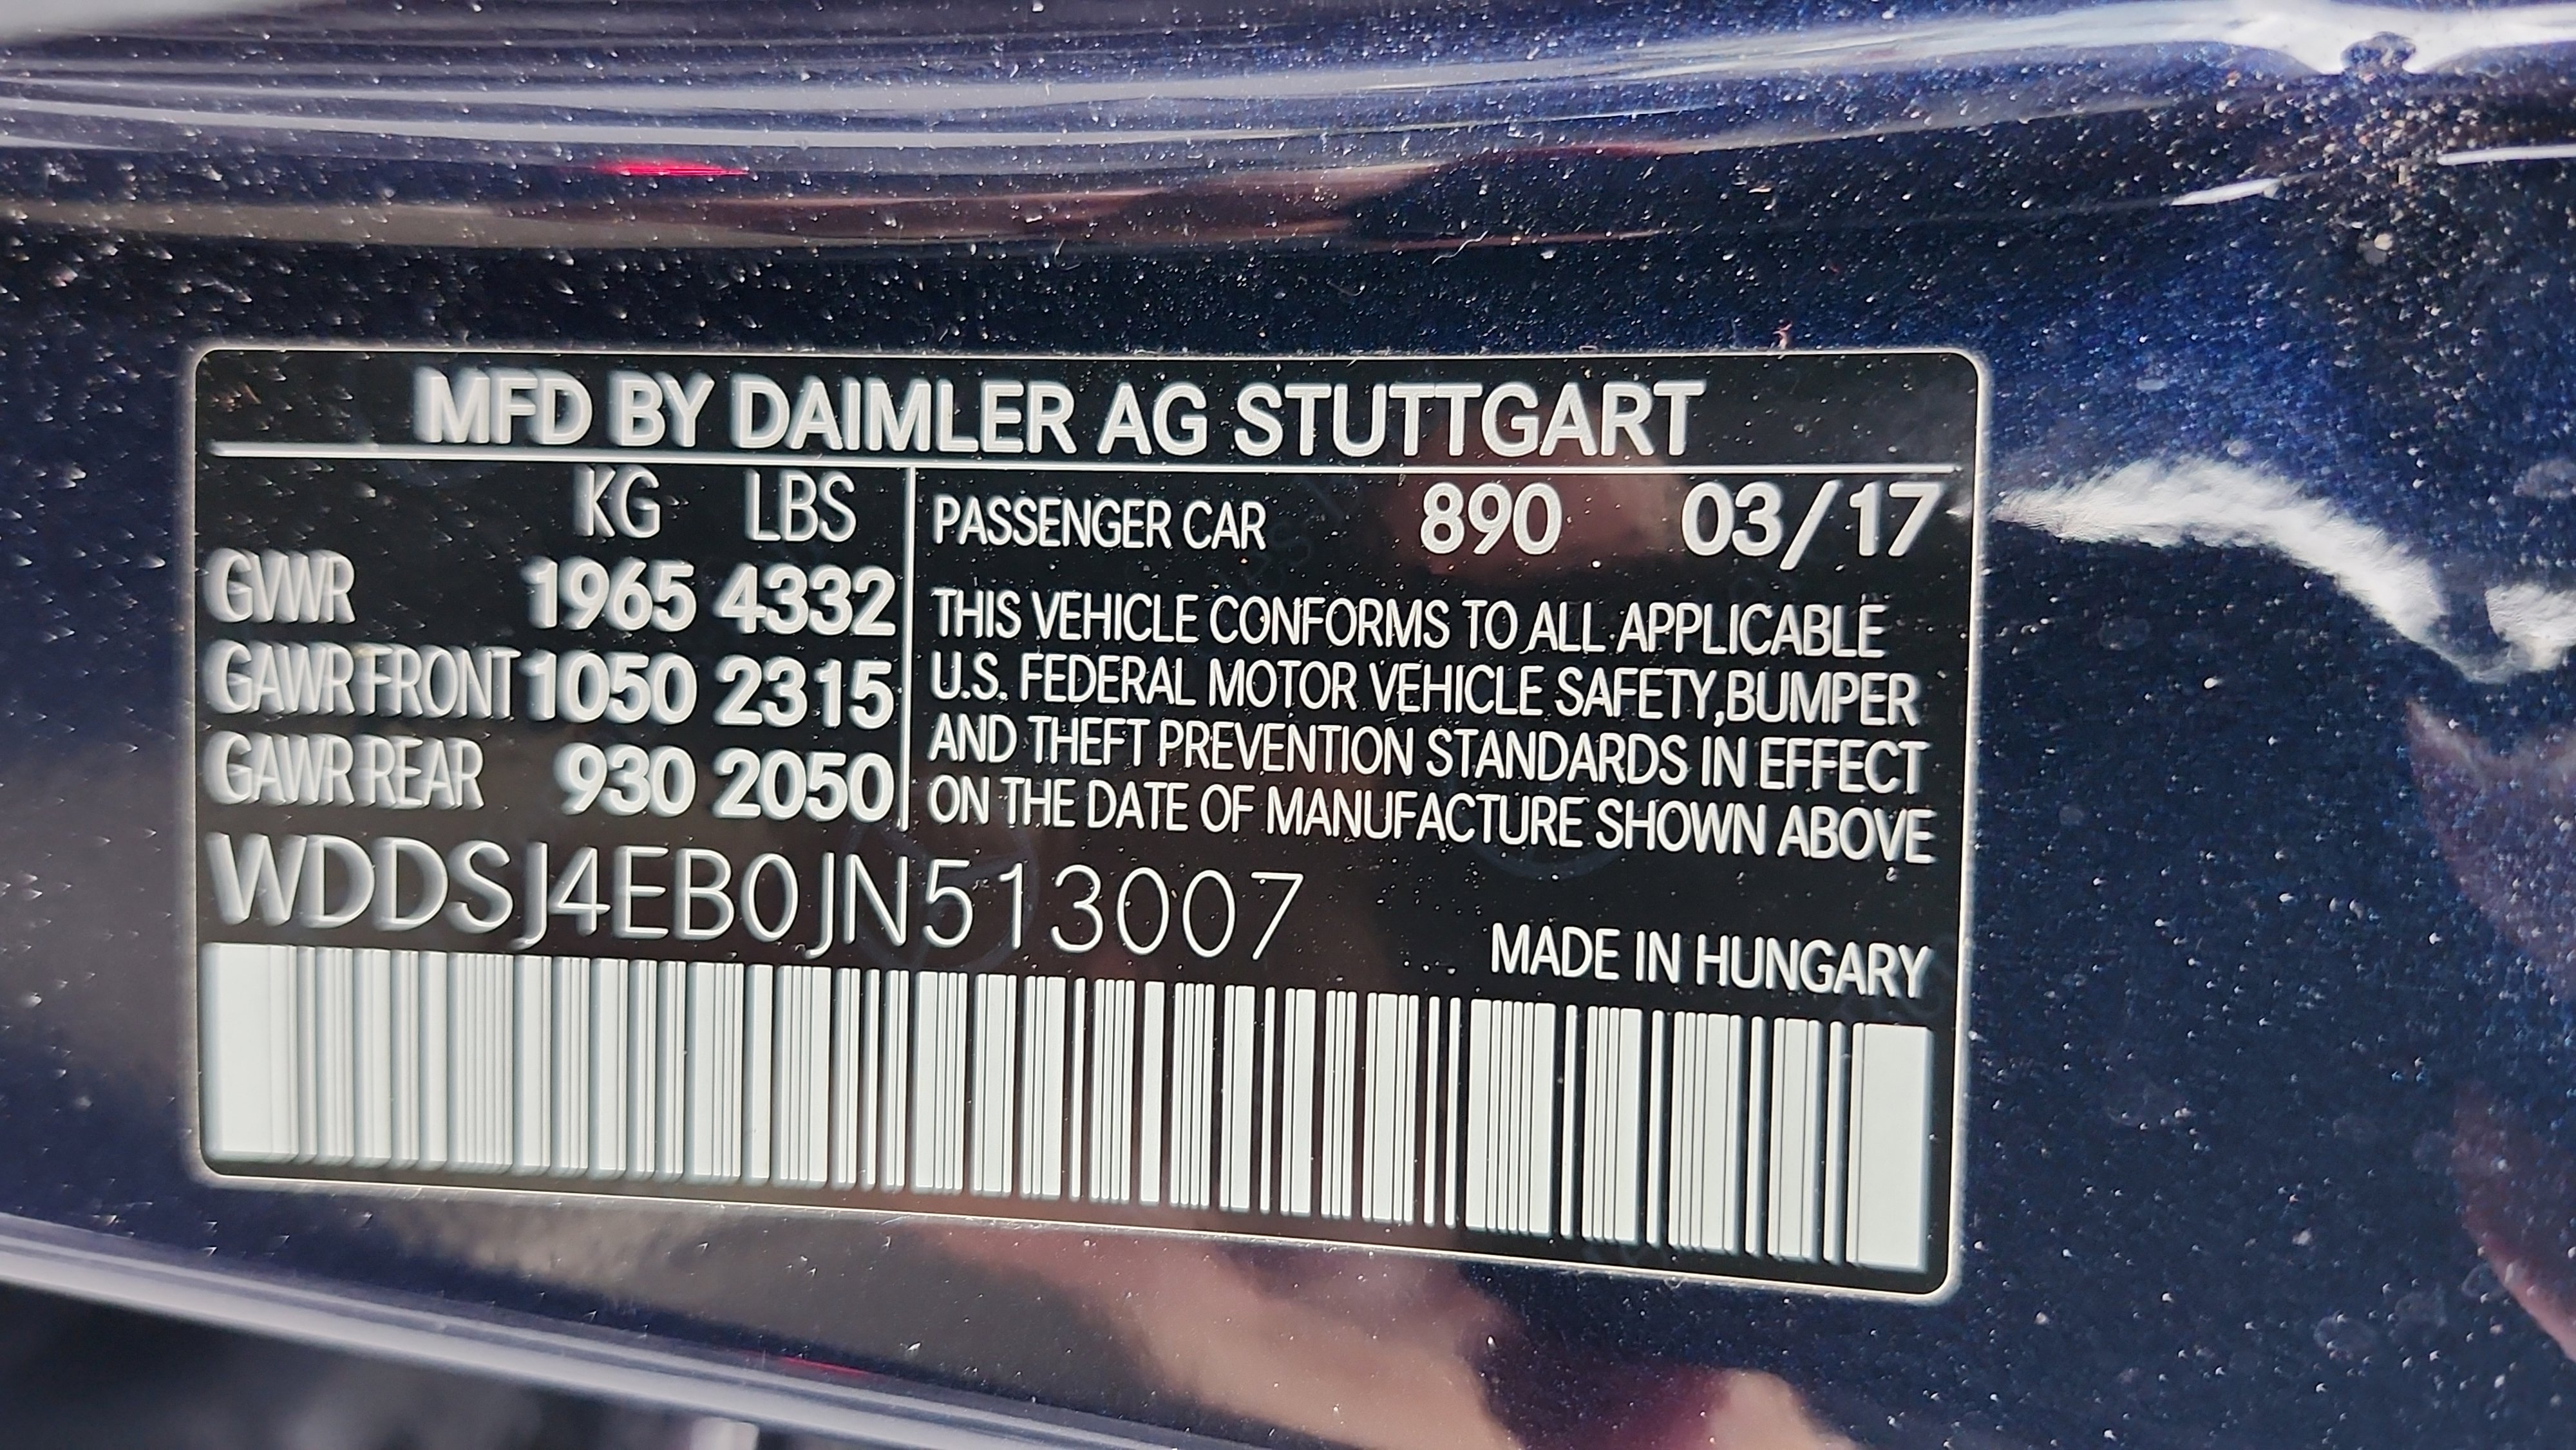 MFD BY DAIMLER AG STUTTGART
KG LBS
GVWR 1965 4332
GAWR FRONT 1050 2315
GAWR REAR 930 2050
PASSENGER CAR 890 03/17
THIS VEHICLE CONFORMS TO ALL APPLICABLE
U.S. FEDERAL MOTOR VEHICLE SAFETY,BUMPER
AND THEFT PREVENTION STANDARDS IN EFFECT
ON THE DATE OF MANUFACTURE SHOWN ABOVE
WDDSJ4EB0JN513007
MADE IN HUNGARY